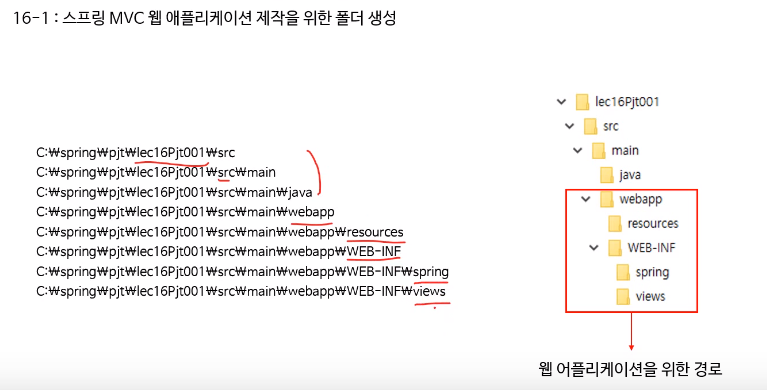 16-1 : 스프링 MVC 웹 애플리케이션 제작을 위한 폴더 생성
C:₩spring₩pjt₩lec16Pjt001₩src
C:₩spring₩pjt₩lec16Pjt001₩src₩main
C:₩spring₩pjt₩lec16Pjt001₩src₩main₩java
C:₩spring₩pjt₩lec16Pjt001₩src₩main₩webapp
C:₩spring₩pjt₩lec16Pjt001₩src₩main₩webapp₩resources
C:₩spring₩pjt₩lec16Pjt001₩src₩main₩webapp₩WEB-INF
C:₩spring₩pjt₩lec16Pjt001₩src₩main₩webapp₩WEB-INF₩spring
C:₩spring₩pjt₩lec16Pjt001₩src₩main₩webapp₩WEB-INF₩views
lec16Pjt001
src
main
java
webapp
resources
WEB-INF
spring
views
웹 어플리케이션을 위한 경로